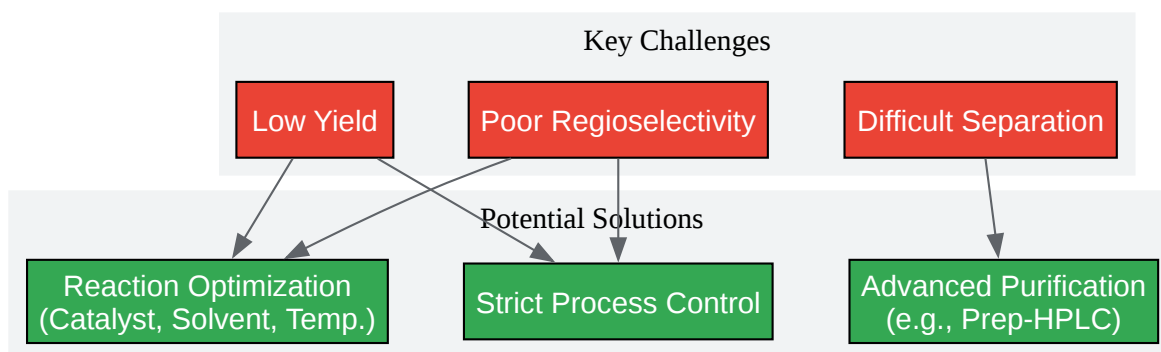 Key Challenges
Low Yield
Poor Regioselectivity
Difficult Separation
Potential Solutions
Reaction Optimization
(Catalyst, Solvent, Temp.)
Strict Process Control
Advanced Purification
(e.g., Prep-HPLC)